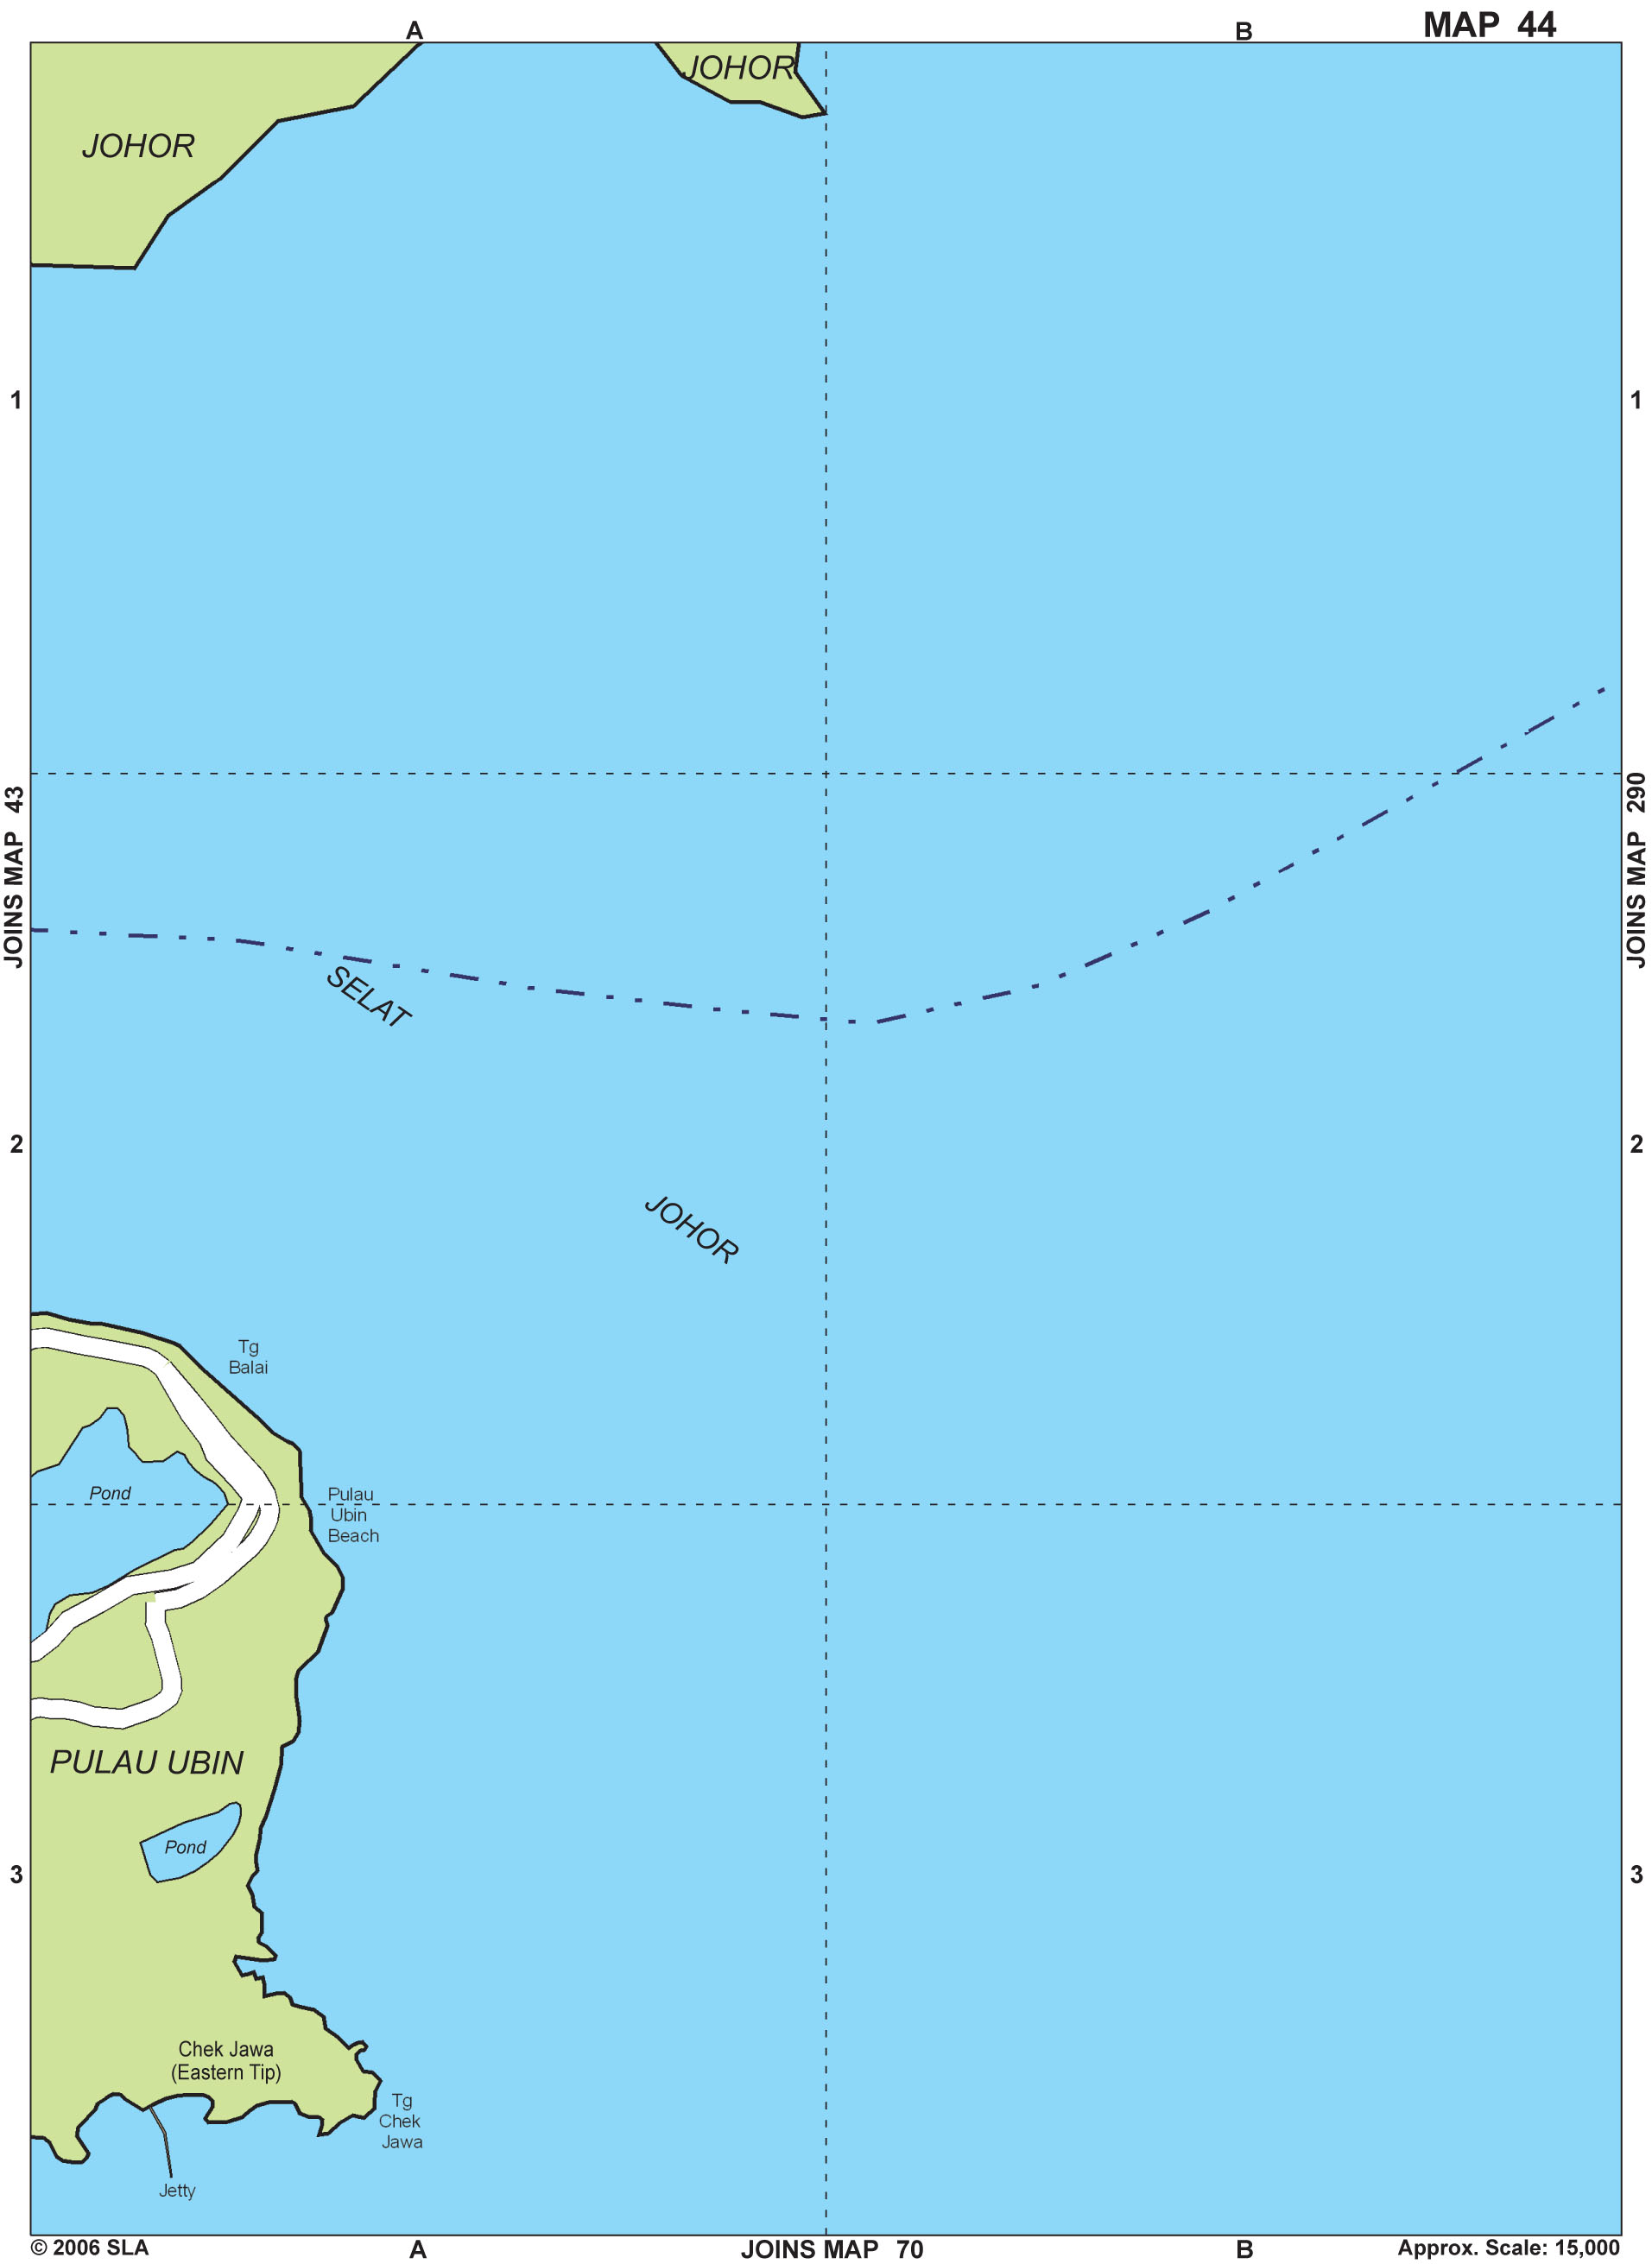 MAP 44
A
B
JOHOR
JOHOR
1
1
JOINS MAP 43
JOINS MAP 290
SELAT
2
2
JOHOR
Tg
Balai
Pond
Pulau
Ubin
Beach
PULAU UBIN
Pond
3
3
Chek Jawa
(Eastern Tip)
Tg
Chek
Jawa
Jetty
© 2006 SLA
A
JOINS MAP 70
B
Approx. Scale: 15,000